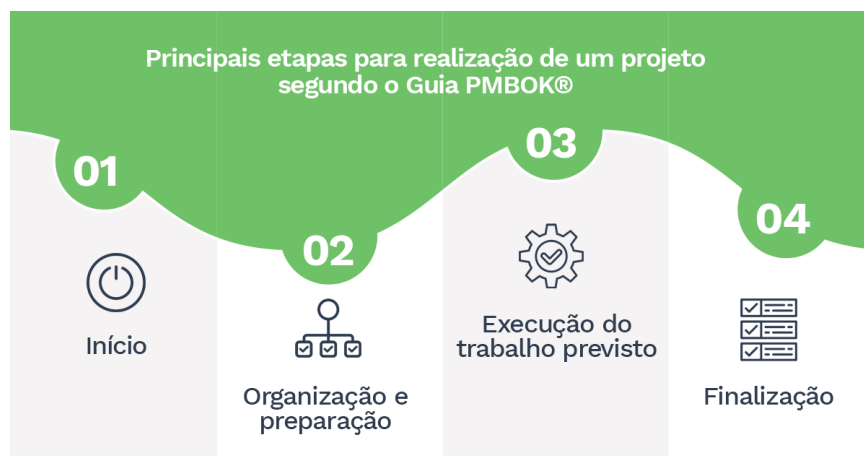 Principais etapas para realização de um projeto
segundo o Guia PMBOK®
01
Início
02
Organização e
preparação
03
Execução do
trabalho previsto
04
Finalização